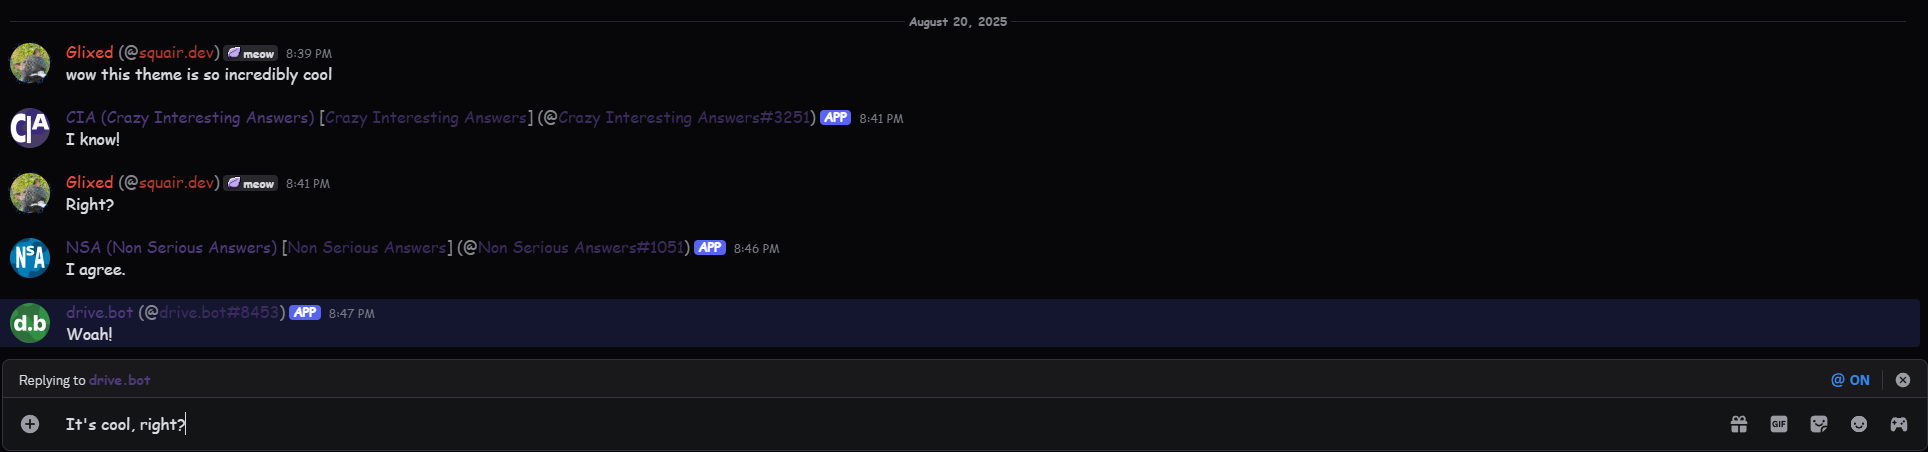 August 20, 2025
Glixed (@squair.dev) meow 8:39 PM
wow this theme is so incredibly cool
CIA
CIA (Crazy Interesting Answers) [Crazy Interesting Answers] (@Crazy Interesting Answers#3251) APP 8:41 PM
I know!
Glixed (@squair.dev) meow 8:41 PM
Right?
NSA
NSA (Non Serious Answers) [Non Serious Answers] (@Non Serious Answers#1051) APP 8:46 PM
I agree.
d.b
drive.bot (@drive.bot#8453) APP 8:47 PM
Woah!
Replying to drive.bot @ ON
It's cool, right? GIF